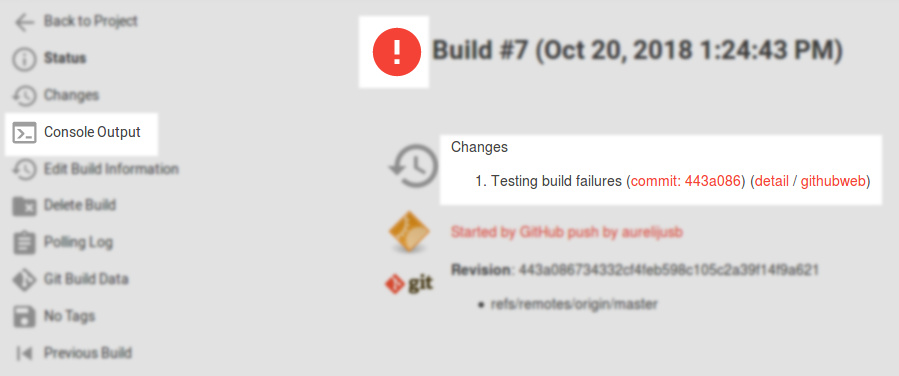 Back to Project
Status
Changes
Console Output
Edit Build Information
Delete Build
Polling Log
Git Build Data
No Tags
Previous Build
Build #7 (Oct 20, 2018 1:24:43 PM)
Changes
1. Testing build failures (commit: 443a086) (detail / githubweb)
Started by GitHub push by aurelijusb
git
Revision: 443a086734332cf4feb598c105c2a39f14f9a621
refs/remotes/origin/master